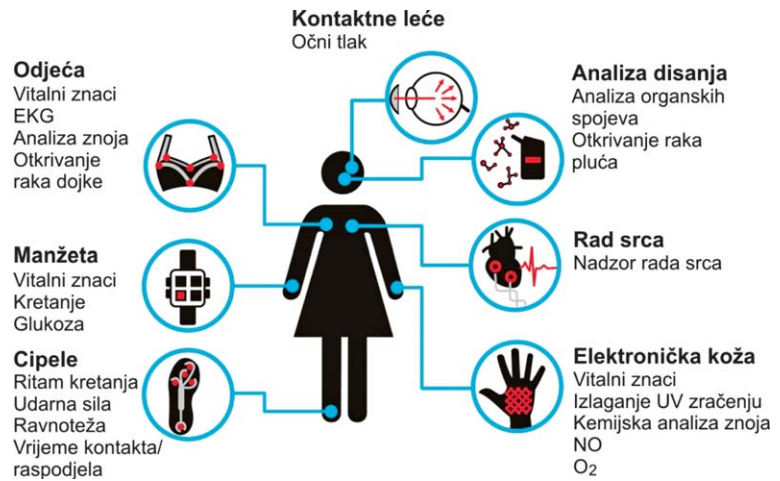 Kontaktne leće
Očni tlak
Odjeća
Vitalni znaci
EKG
Analiza znoja
Otkrivanje
raka dojke
Analiza disanja
Analiza organskih
spojeva
Otkrivanje raka
pluća
Manžeta
Vitalni znaci
Kretanje
Glukoza
Rad srca
Nadzor rada srca
Cipele
Ritam kretanja
Udarna sila
Ravnoteža
Vrijeme kontakta/
raspodjela
Elektronička koža
Vitalni znaci
Izlaganje UV zračenju
Kemijska analiza znoja
NO
O₂